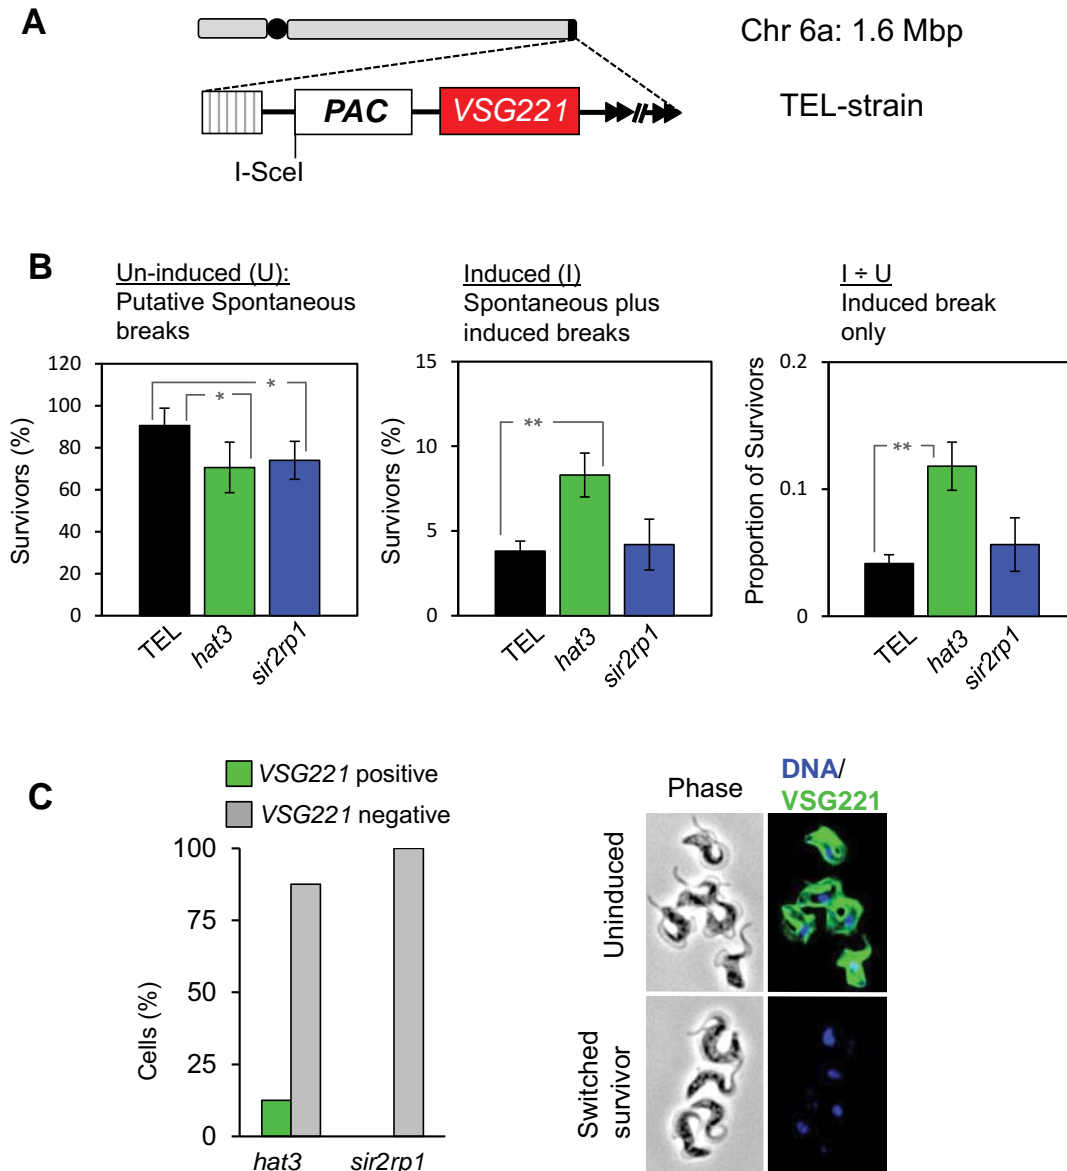 A
Chr 6a: 1.6 Mbp
PAC
VSG221
TEL-strain
I-SceI
B
Un-induced (U):
Putative Spontaneous
breaks
Induced (I)
Spontaneous plus
induced breaks
I ÷ U
Induced break
only
Survivors (%)
120
100
80
60
40
20
0
*
*
TEL
hat3
sir2rp1
Survivors (%)
15
10
5
0
**
TEL
hat3
sir2rp1
Proportion of Survivors
0.2
0.1
0
**
TEL
hat3
sir2rp1
C
VSG221 positive
VSG221 negative
Cells (%)
100
75
50
25
0
hat3
sir2rp1
Phase
DNA/
VSG221
Uninduced
Switched
survivor